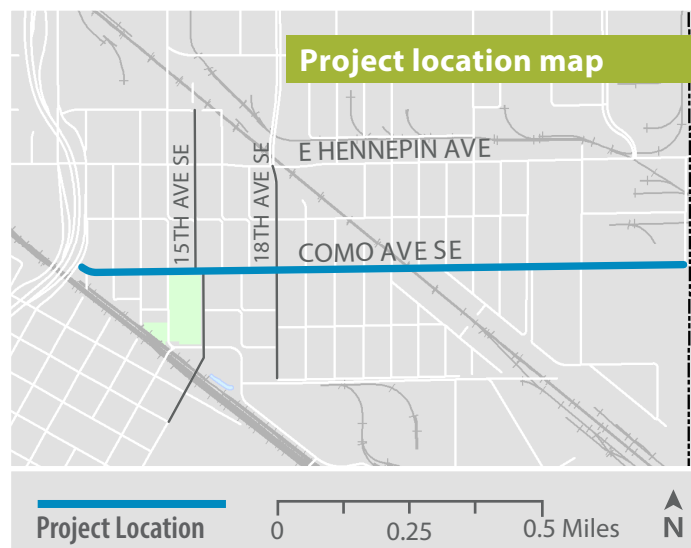 Project location map
E HENNEPIN AVE
15TH AVE SE
18TH AVE SE
COMO AVE SE
Project Location
0
0.25
0.5 Miles
N